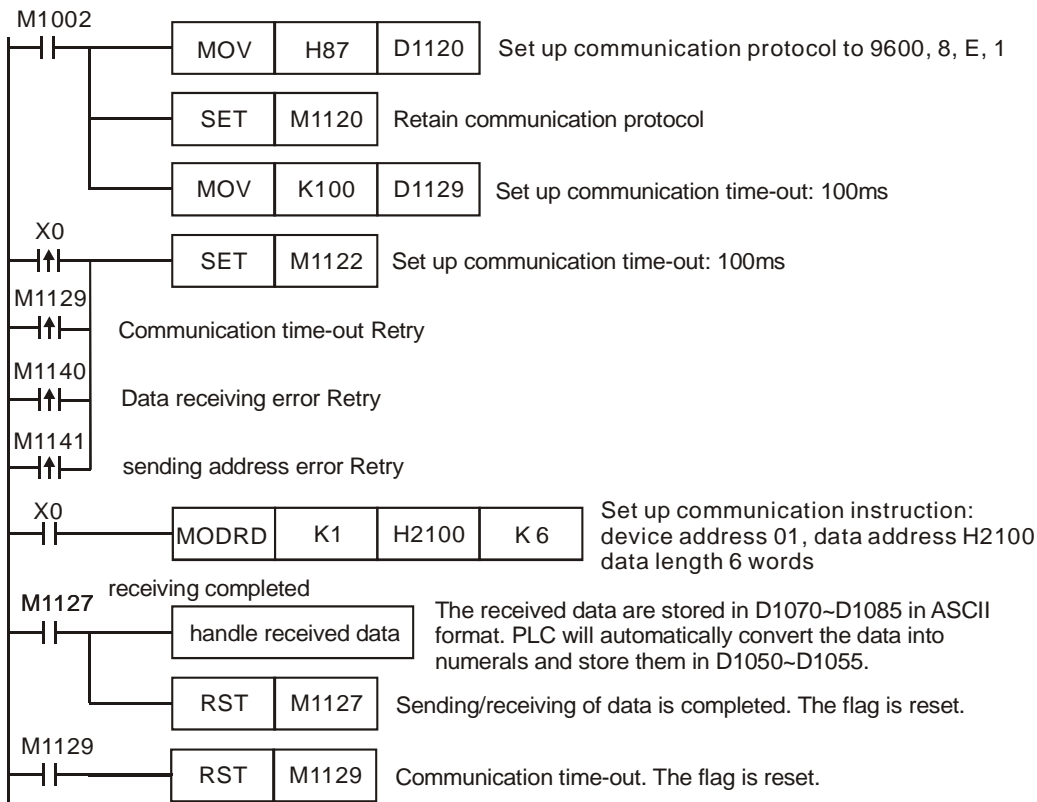 M1002
MOV H87 D1120 Set up communication protocol to 9600, 8, E, 1
SET M1120 Retain communication protocol
MOV K100 D1129 Set up communication time-out: 100ms
X0
SET M1122 Set up communication time-out: 100ms
M1129
Communication time-out Retry
M1140
Data receiving error Retry
M1141
sending address error Retry
X0
MODRD K1 H2100 K 6
Set up communication instruction:
device address 01, data address H2100
data length 6 words
receiving completed
M1127
handle received data
The received data are stored in D1070~D1085 in ASCII
format. PLC will automatically convert the data into
numerals and store them in D1050~D1055.
RST M1127 Sending/receiving of data is completed. The flag is reset.
M1129
RST M1129 Communication time-out. The flag is reset.